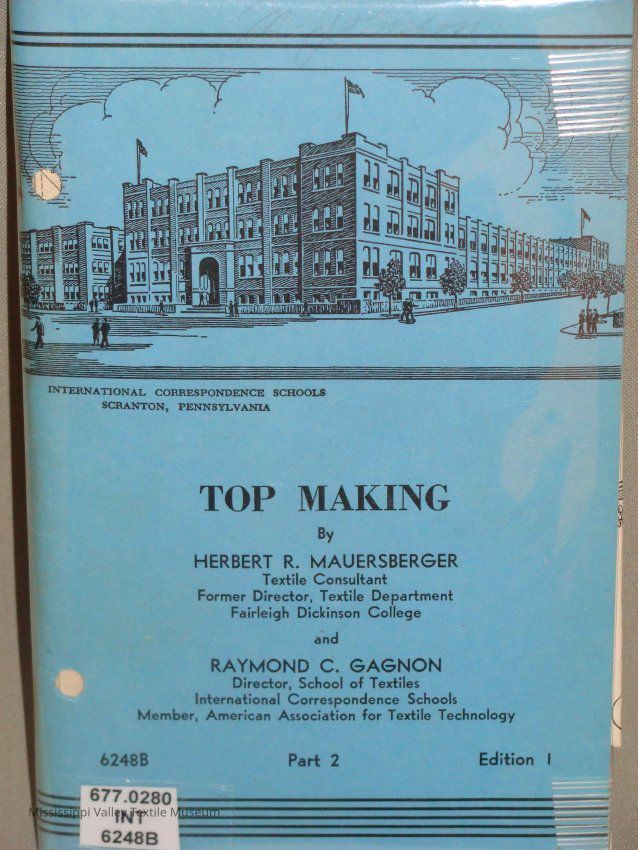 INTERNATIONAL CORRESPONDENCE SCHOOLS
SCRANTON, PENNSYLVANIA
TOP MAKING
By
HERBERT R. MAUERSBERGER
Textile Consultant
Former Director, Textile Department
Fairleigh Dickinson College
and
RAYMOND C. GAGNON
Director, School of Textiles
International Correspondence Schools
Member, American Association for Textile Technology
6248B Part 2 Edition 1
677.0280
INT
6248B
Mississippi Valley Textile Museum